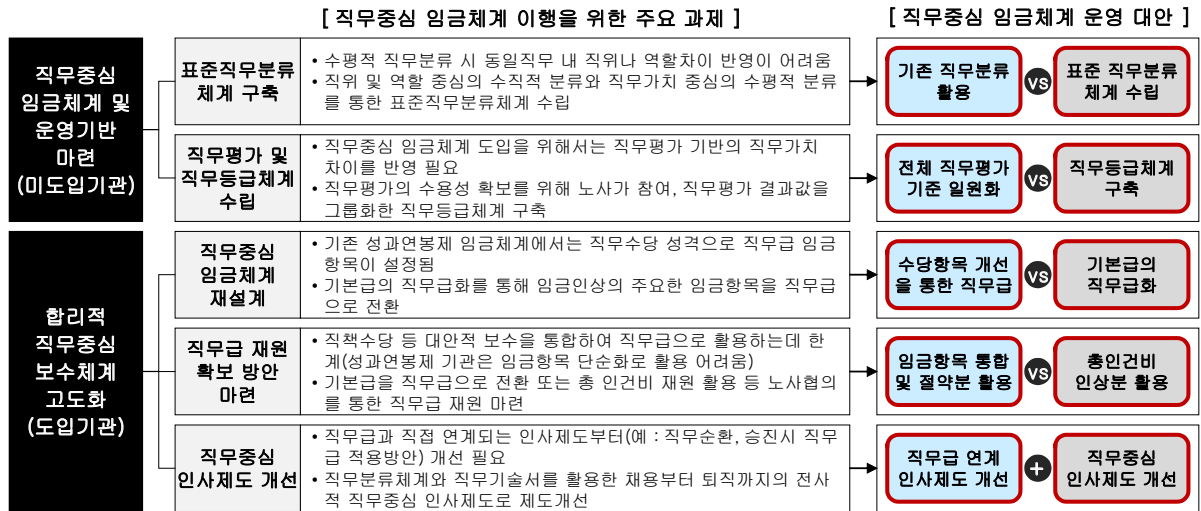 [ 직무중심 임금체계 이행을 위한 주요 과제 ]
[ 직무중심 임금체계 운영 대안 ]
직무중심
임금체계 및
운영기반
마련
(미도입기관)
표준직무분류
체계 구축
• 수평적 직무분류 시 동일직무 내 직위나 역할차이 반영이 어려움
• 직위 및 역할 중심의 수직적 분류와 직무가치 중심의 수평적 분류
를 통한 표준직무분류체계 수립
기존 직무분류
활용
VS
표준 직무분류
체계 수립
직무평가 및
직무등급체계
수립
• 직무중심 임금체계 도입을 위해서는 직무평가 기반의 직무가치
차이를 반영 필요
• 직무평가의 수용성 확보를 위해 노사가 참여, 직무평가 결과값을
그룹화한 직무등급체계 구축
전체 직무평가
기준 일원화
VS
직무등급체계
구축
합리적
직무중심
보수체계
고도화
(도입기관)
직무중심
임금체계
재설계
• 기존 성과연봉제 임금체계에서는 직무수당 성격으로 직무급 임금
항목이 설정됨
• 기본급의 직무급화를 통해 임금인상의 주요한 임금항목을 직무급
으로 전환
수당항목 개선
을 통한 직무급
VS
기본급의
직무급화
직무급 재원
확보 방안
마련
• 직책수당 등 대안적 보수을 통합하여 직무급으로 활용하는데 한
계(성과연봉제 기관은 임금항목 단순화로 활용 어려움)
• 기본급을 직무급으로 전환 또는 총 인건비 재원 활용 등 노사협의
를 통한 직무급 재원 마련
임금항목 통합
및 절약분 활용
VS
총인건비
인상분 활용
직무중심
인사제도 개선
• 직무급과 직접 연계되는 인사제도부터(예 : 직무순환, 승진시 직무
급 적용방안) 개선 필요
• 직무분류체계와 직무기술서를 활용한 채용부터 퇴직까지의 전사
적 직무중심 인사제도로 제도개선
직무급 연계
인사제도 개선
+
직무중심
인사제도 개선